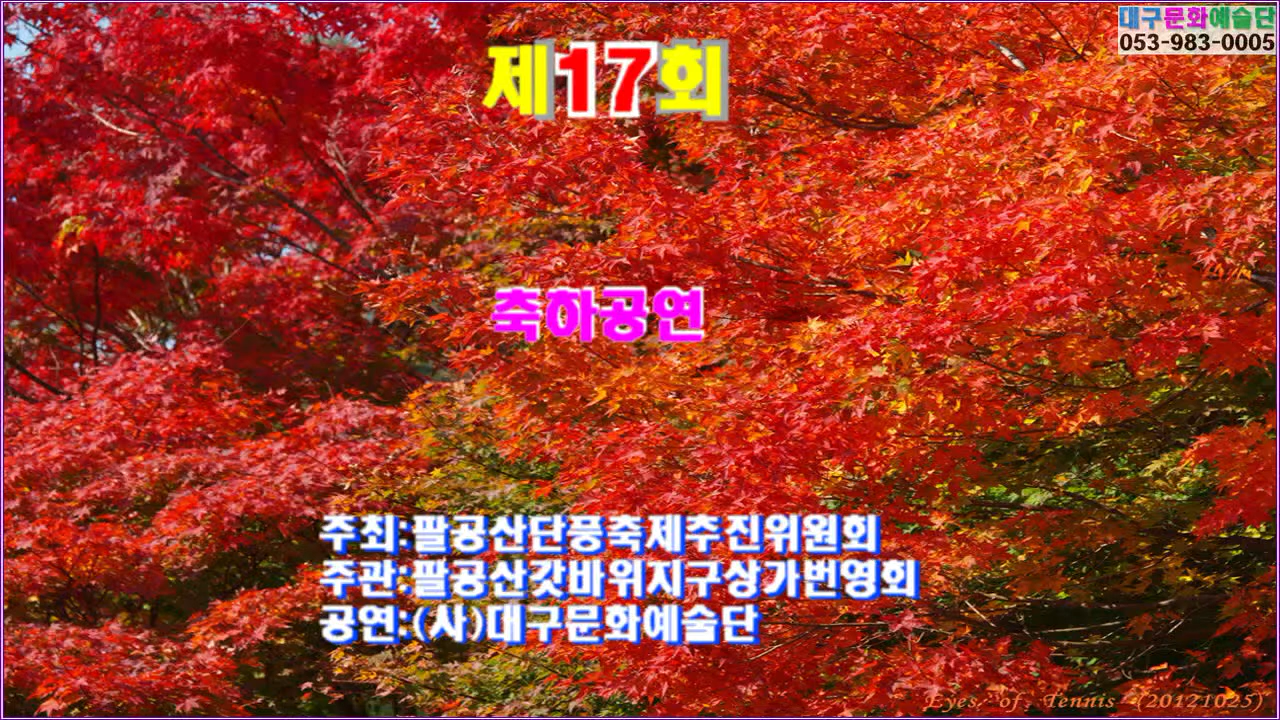 대구문화예술단
053-983-0005
제17회
축하공연
주최:팔공산단풍축제추진위원회
주관:팔공산갓바위지구상가번영회
공연:(사)대구문화예술단
Eyes of Tennis (20121025)